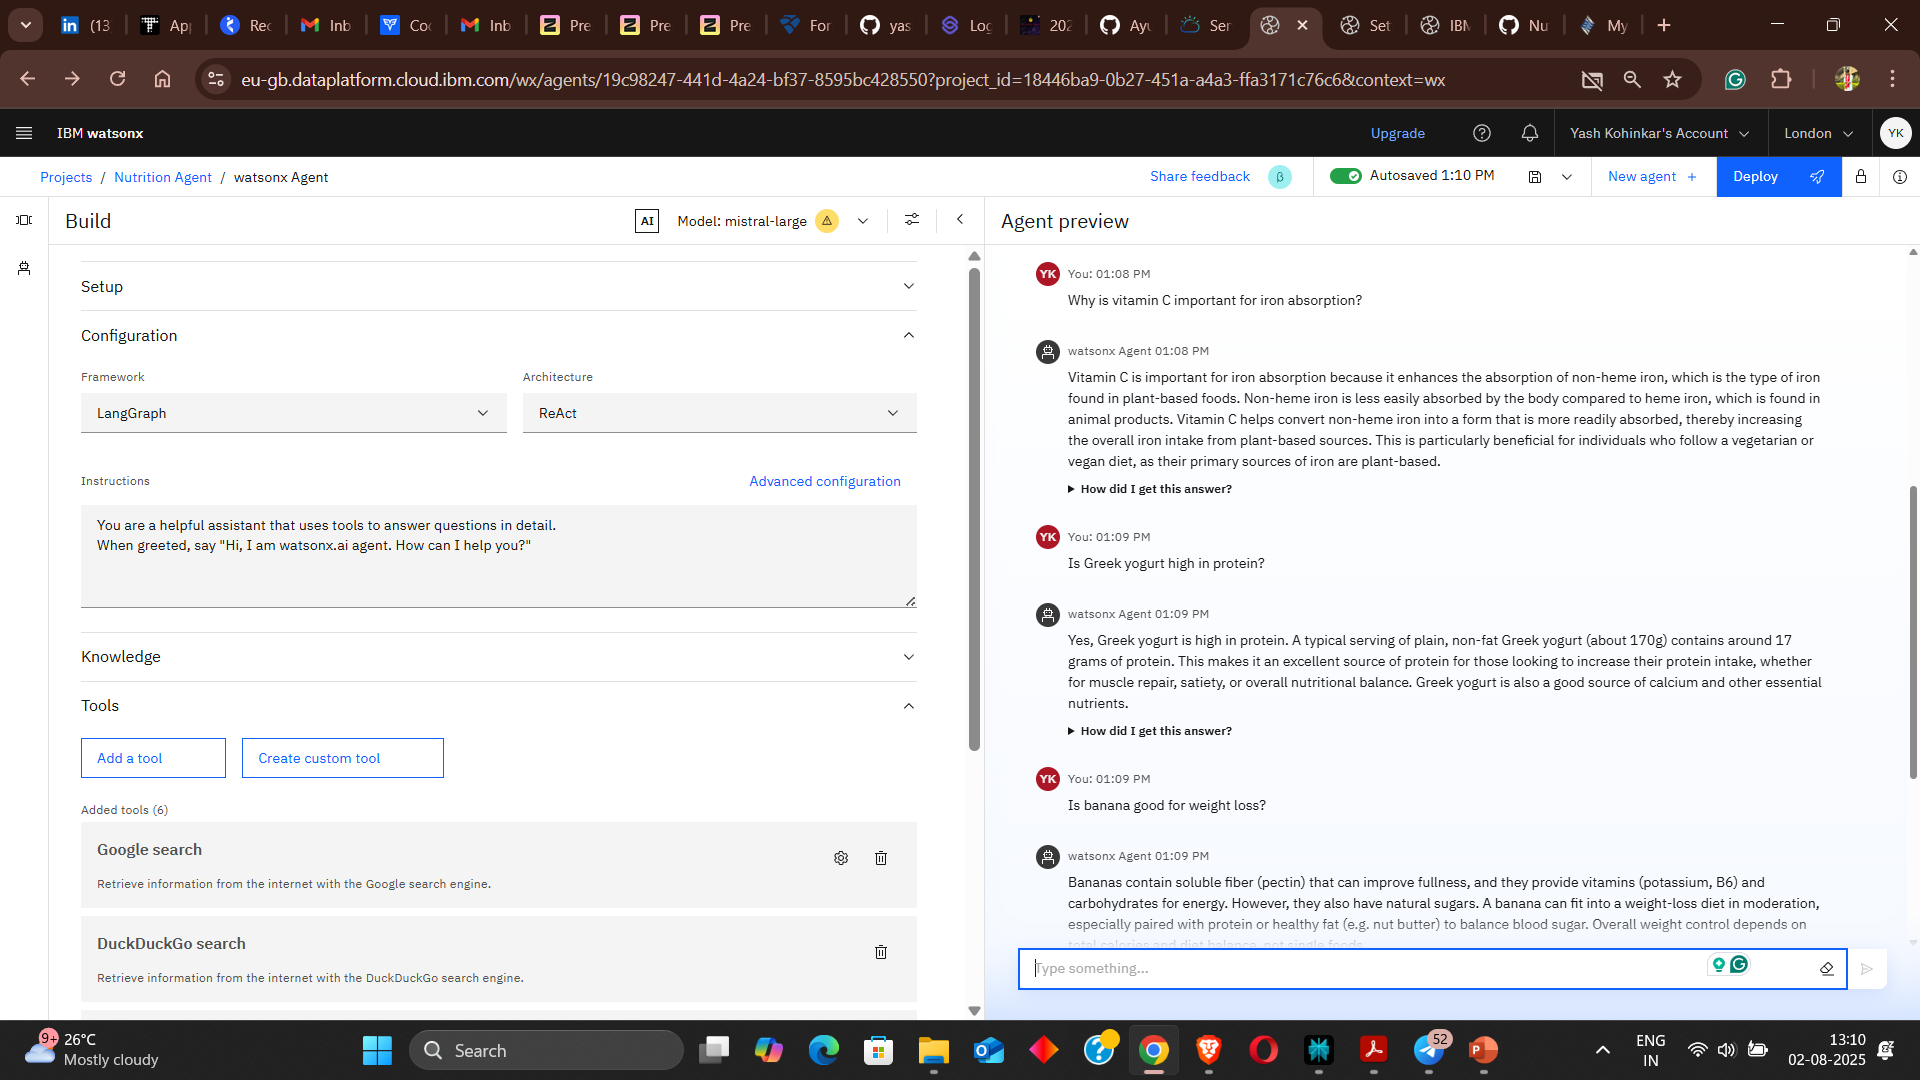 (13
Ap
Rec
Inb
Co
Inb
Pre
Pre
Pre
For
yas
Log
202
Ayu
Ser
Set
IBM
Nu
My
eu-gb.dataplatform.cloud.ibm.com/wx/agents/19c98247-441d-4a24-bf37-8595bc428550?project_id=18446ba9-0b27-451a-a4a3-ffa3171c76c6&context=wx
IBM watsonx
Upgrade
Yash Kohinkar's Account
London
YK
Projects / Nutrition Agent / watsonx Agent
Share feedback
β
Autosaved 1:10 PM
New agent +
Deploy
Build
AI
Model: mistral-large
Setup
Configuration
Framework
Architecture
LangGraph
ReAct
Instructions
Advanced configuration
You are a helpful assistant that uses tools to answer questions in detail.
When greeted, say "Hi, I am watsonx.ai agent. How can I help you?"
Knowledge
Tools
Add a tool
Create custom tool
Added tools (6)
Google search
Retrieve information from the internet with the Google search engine.
DuckDuckGo search
Retrieve information from the internet with the DuckDuckGo search engine.
Agent preview
YK
You: 01:08 PM
Why is vitamin C important for iron absorption?
watsonx Agent 01:08 PM
Vitamin C is important for iron absorption because it enhances the absorption of non-heme iron, which is the type of iron
found in plant-based foods. Non-heme iron is less easily absorbed by the body compared to heme iron, which is found in
animal products. Vitamin C helps convert non-heme iron into a form that is more readily absorbed, thereby increasing
the overall iron intake from plant-based sources. This is particularly beneficial for individuals who follow a vegetarian or
vegan diet, as their primary sources of iron are plant-based.
How did I get this answer?
YK
You: 01:09 PM
Is Greek yogurt high in protein?
watsonx Agent 01:09 PM
Yes, Greek yogurt is high in protein. A typical serving of plain, non-fat Greek yogurt (about 170g) contains around 17
grams of protein. This makes it an excellent source of protein for those looking to increase their protein intake, whether
for muscle repair, satiety, or overall nutritional balance. Greek yogurt is also a good source of calcium and other essential
nutrients.
How did I get this answer?
YK
You: 01:09 PM
Is banana good for weight loss?
watsonx Agent 01:09 PM
Bananas contain soluble fiber (pectin) that can improve fullness, and they provide vitamins (potassium, B6) and
carbohydrates for energy. However, they also have natural sugars. A banana can fit into a weight-loss diet in moderation,
especially paired with protein or healthy fat (e.g. nut butter) to balance blood sugar. Overall weight control depends on
total calories and diet balance, not single foods.
Type something...
9+
26°C
Mostly cloudy
Search
52
ENG
IN
13:10
02-08-2025